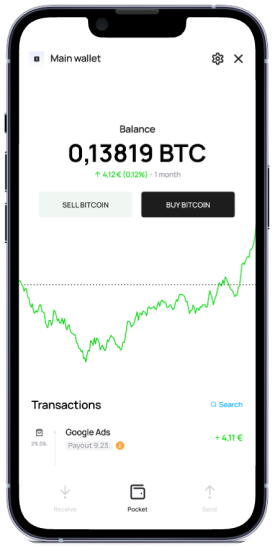 Main wallet
Balance
0,13819 BTC
↑ 4,12 € (0,12%) · 1 month
SELL BITCOIN
BUY BITCOIN
Transactions
Search
Google Ads
+ 4,11 €
29.09.
Payout 9.23.
Receive
Pocket
Send